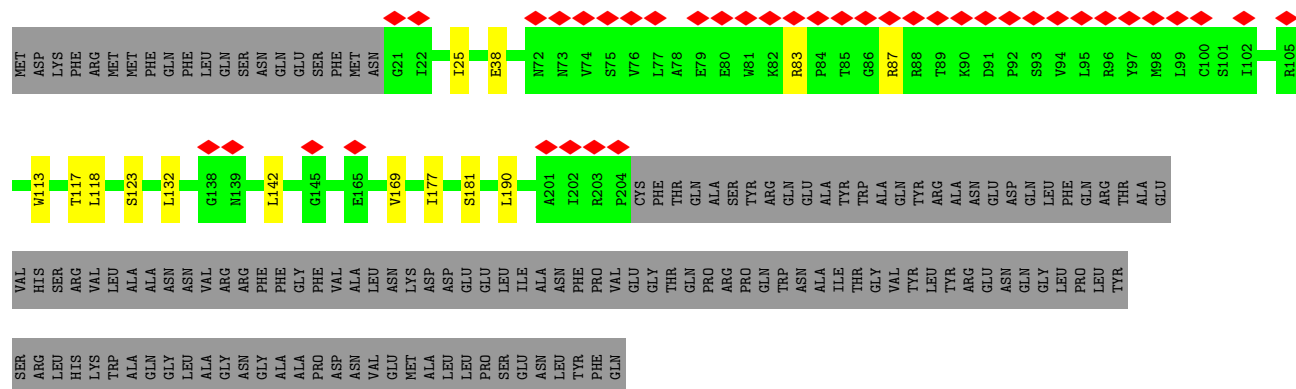 MET ASP LYS PHE ARG MET MET PHE GLN PHE LEU GLN SER ASN GLN GLU SER PHE MET ASN G21 I22 I25 E38 N72 N73 V74 S75 V76 L77 A78 E79 E80 W81 K82 R83 P84 T85 G86 R87 R88 T89 K90 D91 P92 S93 V94 L95 R96 Y97 M98 L99 C100 S101 I102 R105
W113 T117 L118 S123 L132 G138 N139 L142 G145 E165 V169 I177 S181 L190 A201 I202 R203 P204 CYS PHE THR GLN ALA SER TYR ARG GLN GLU ALA TYR TRP ALA GLN TYR ARG ALA ASN GLU ASP GLN LEU PHE GLN ARG THR ALA GLU
VAL HIS SER ARG VAL LEU ALA ALA ASN ASN VAL ARG ARG PHE PHE GLY PHE VAL ALA LEU ASN LYS ASP ASP GLU GLU LEU ILE ALA ASN PHE PRO VAL GLU GLY THR GLN PRO ARG PRO GLN TRP ASN ALA ILE THR GLY VAL TYR LEU TYR ARG GLU ASN GLN GLY LEU PRO LEU TYR
SER ARG LEU HIS LYS TRP ALA GLN GLY LEU ALA GLY ASN GLY ALA ALA PRO ASP ASN VAL GLU MET ALA LEU LEU PRO SER GLU ASN LEU TYR PHE GLN